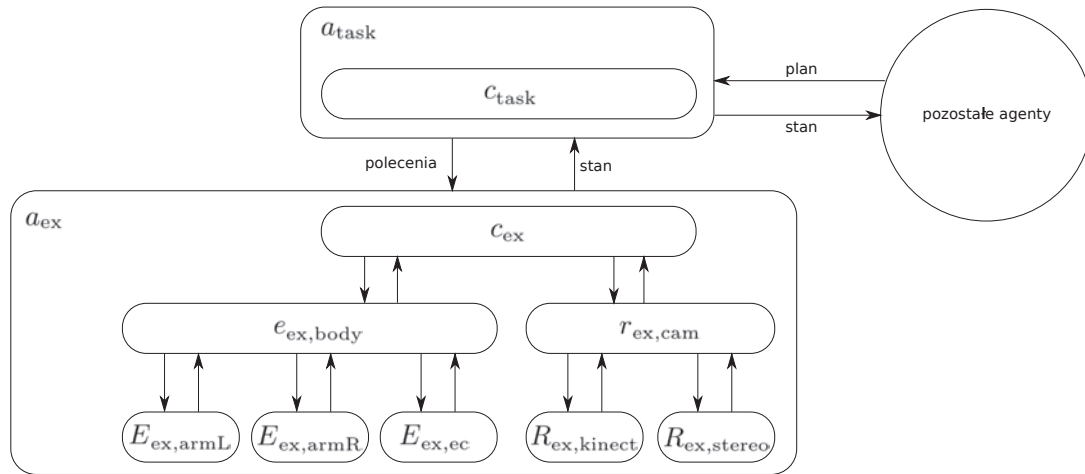 a_task
c_task
plan
stan
pozostałe agenty
polecenia
stan
a_ex
c_ex
e_ex,body
r_ex,cam
E_ex,armL
E_ex,armR
E_ex,ec
R_ex,kinect
R_ex,stereo